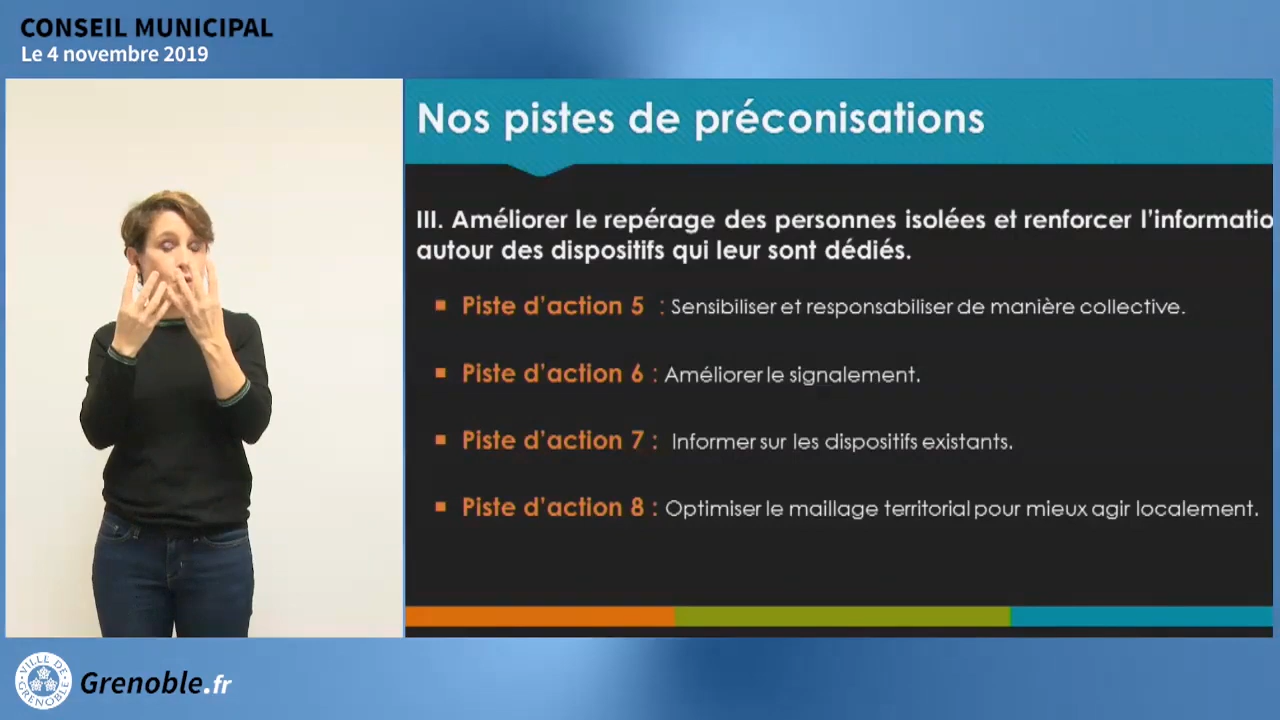 CONSEIL MUNICIPAL
Le 4 novembre 2019
Nos pistes de préconisations
III. Améliorer le repérage des personnes isolées et renforcer l'informatio
autour des dispositifs qui leur sont dédiés.
Piste d'action 5 : Sensibiliser et responsabiliser de manière collective.
Piste d'action 6 : Améliorer le signalement.
Piste d'action 7 : Informer sur les dispositifs existants.
Piste d'action 8 : Optimiser le maillage territorial pour mieux agir localement.
VILLE DE GRENOBLE
Grenoble.fr